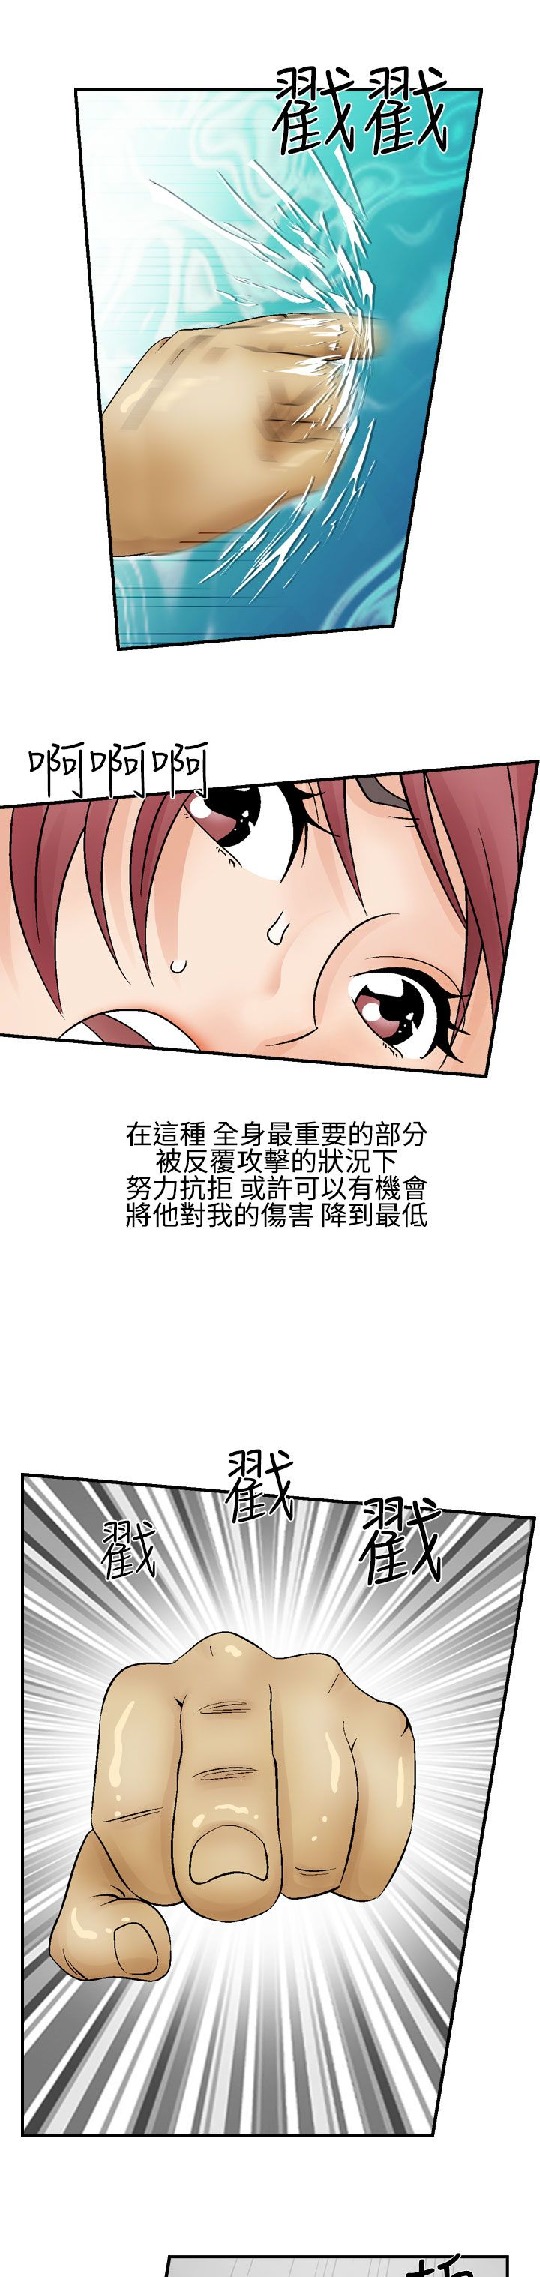 戳戳
啊啊啊
在這種 全身最重要的部分
被反覆攻擊的狀況下
努力抗拒 或許可以有機會
將他對我的傷害 降到最低
戳
戳
戳